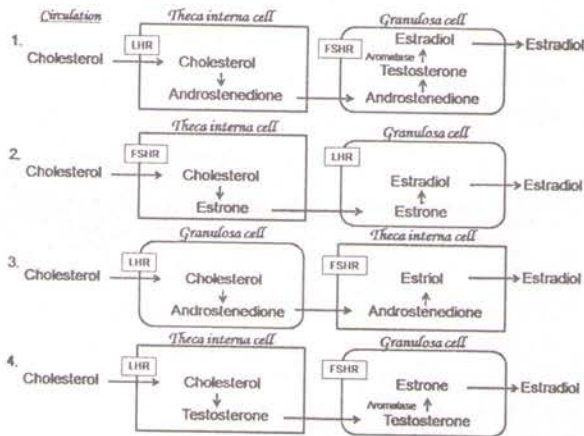 Circulation
Theca interna cell
Granulosa cell
1.
LHR
Cholesterol
Cholesterol
Androstenedione
FSHR
Estradiol
Aromatase
Testosterone
Androstenedione
Estradiol
Theca interna cell
Granulosa cell
2.
FSHR
Cholesterol
Cholesterol
Estrone
LHR
Estradiol
Estrone
Estradiol
Granulosa cell
Theca interna cell
3.
LHR
Cholesterol
Cholesterol
Androstenedione
FSHR
Estriol
Androstenedione
Estradiol
Theca interna cell
Granulosa cell
4.
LHR
Cholesterol
Cholesterol
Testosterone
FSHR
Estrone
Aromatase
Testosterone
Estradiol